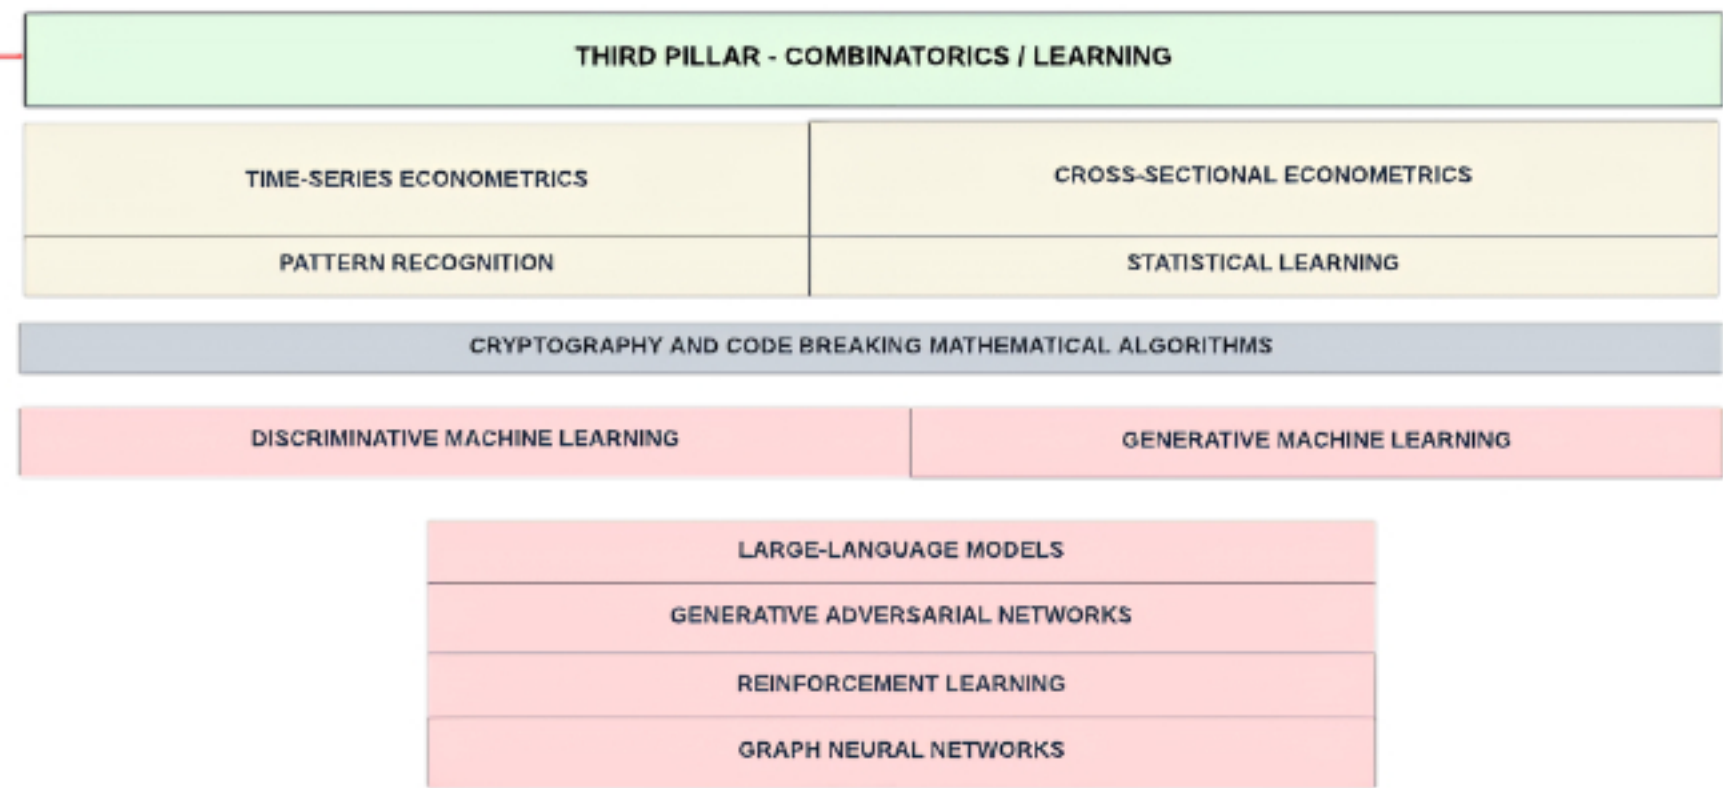 THIRD PILLAR - COMBINATORICS / LEARNING
TIME-SERIES ECONOMETRICS
CROSS-SECTIONAL ECONOMETRICS
PATTERN RECOGNITION
STATISTICAL LEARNING
CRYPTOGRAPHY AND CODE BREAKING MATHEMATICAL ALGORITHMS
DISCRIMINATIVE MACHINE LEARNING
GENERATIVE MACHINE LEARNING
LARGE-LANGUAGE MODELS
GENERATIVE ADVERSARIAL NETWORKS
REINFORCEMENT LEARNING
GRAPH NEURAL NETWORKS